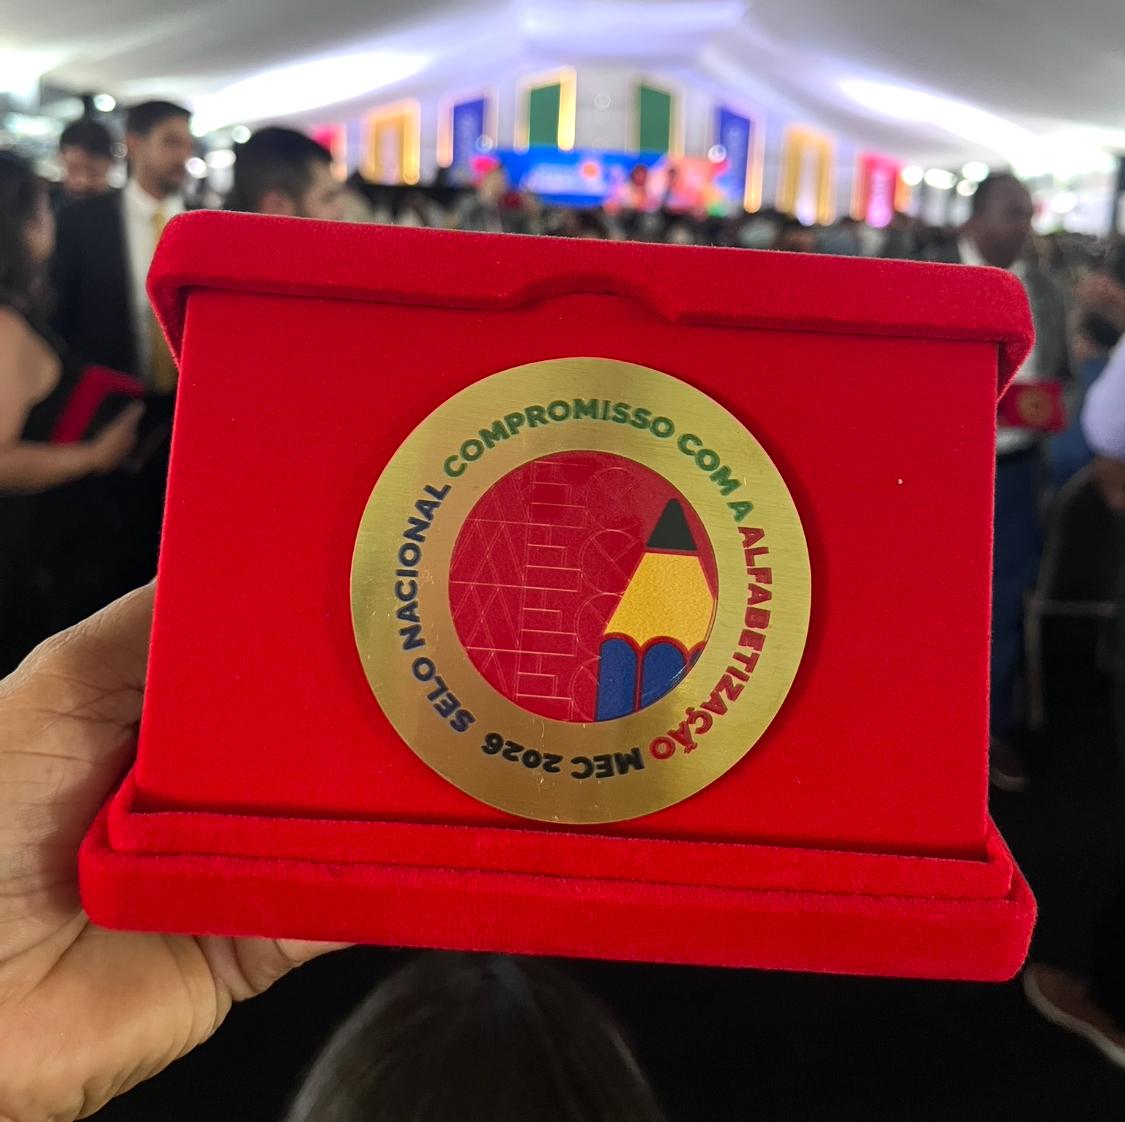 SELO NACIONAL COMPROMISSO COM A ALFABETIZAÇÃO MEC 2026